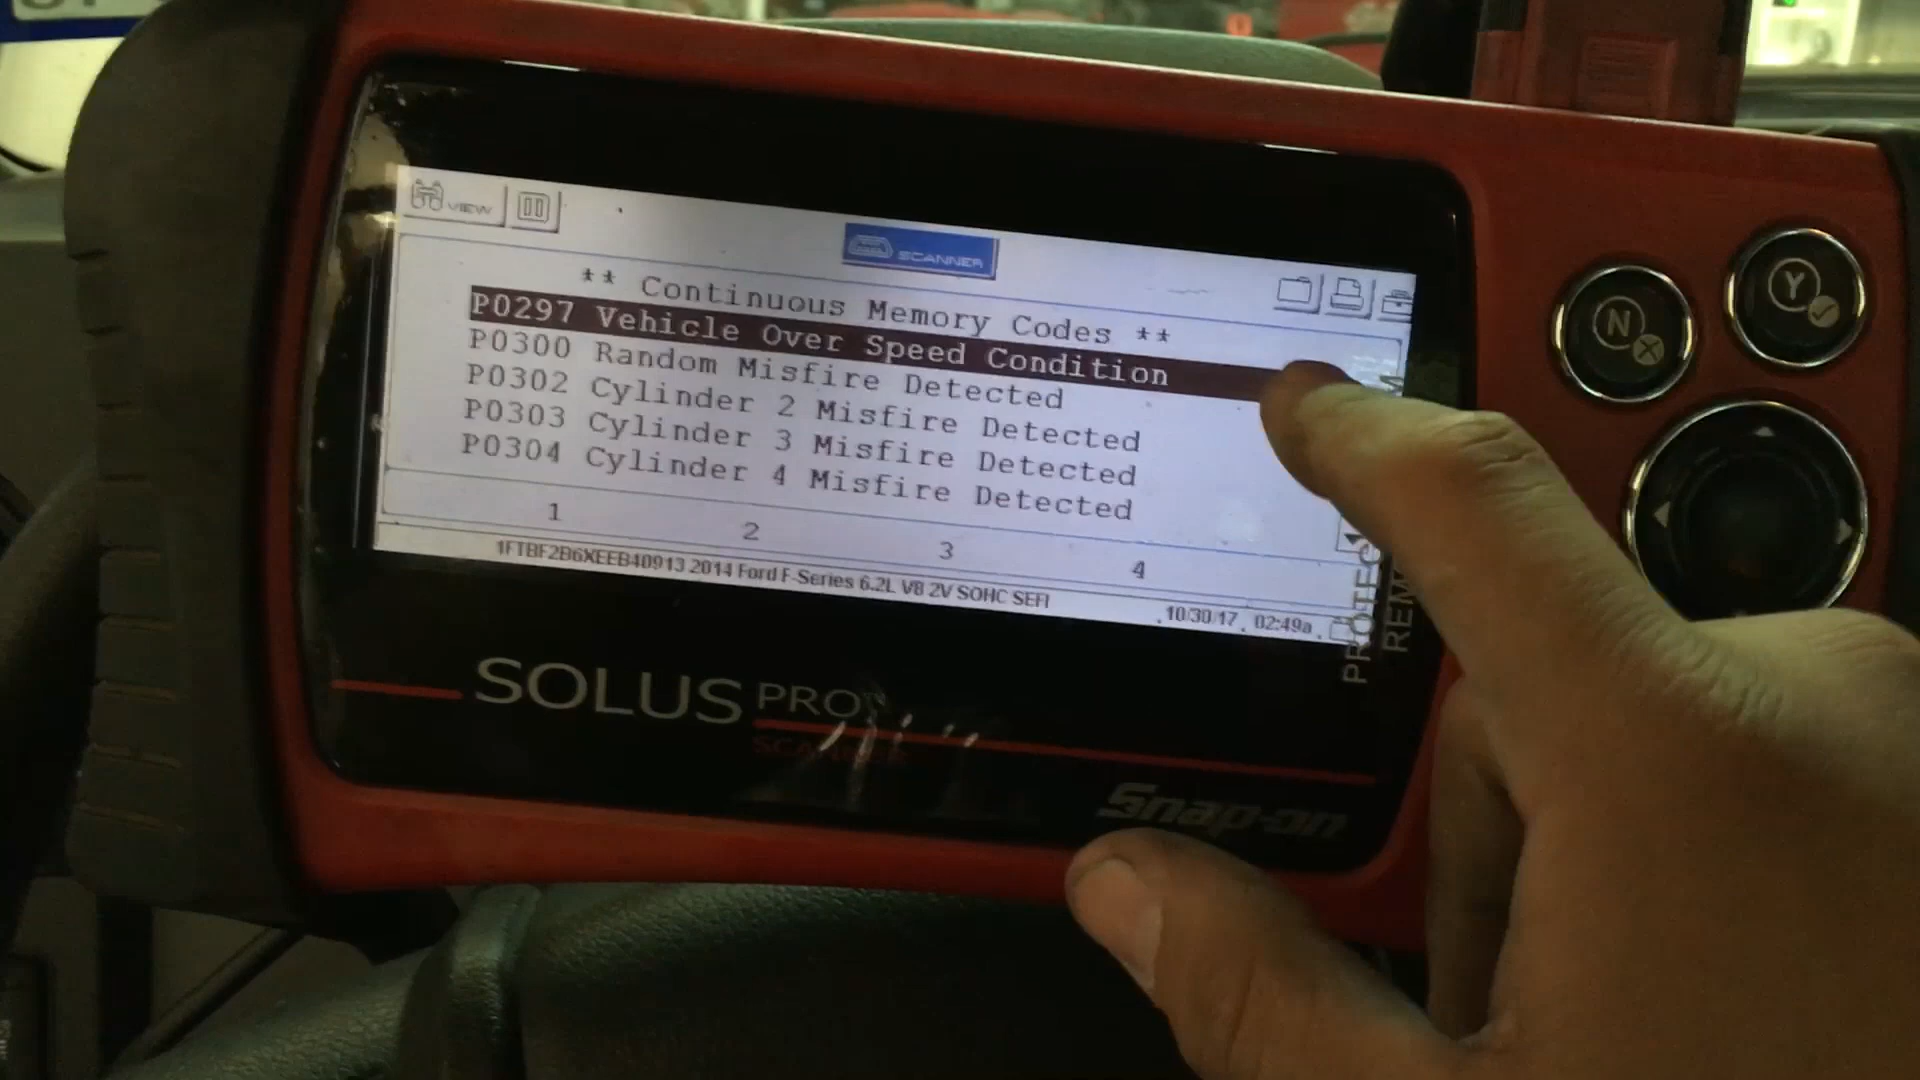 VIEW
SCANNER
** Continuous Memory Codes **
P0297 Vehicle Over Speed Condition
P0300 Random Misfire Detected
P0302 Cylinder 2 Misfire Detected
P0303 Cylinder 3 Misfire Detected
P0304 Cylinder 4 Misfire Detected
1 2 3 4
1FTBF2B6XEEB40913 2014 Ford F-Series 6.2L V8 2V SOHC SEFI
10/30/17 02:49a
SOLUS PRO™
SCANNER
Snap-on
N
Y